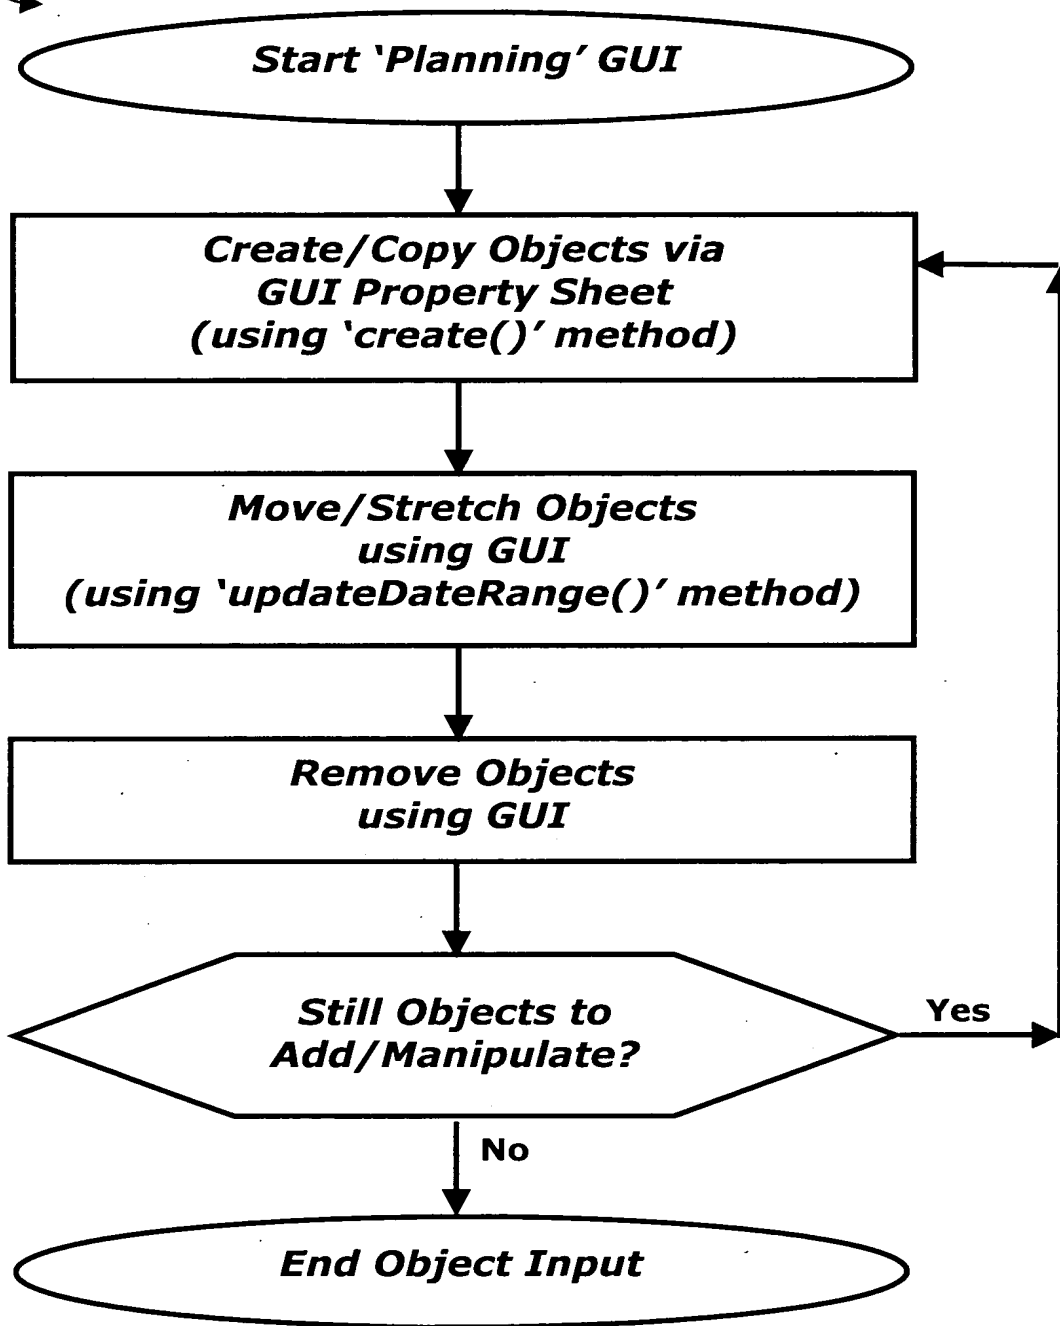 Start ‘Planning’ GUI
Create/Copy Objects via
GUI Property Sheet
(using ‘create()’ method)
Move/Stretch Objects
using GUI
(using ‘updateDateRange()’ method)
Remove Objects
using GUI
Still Objects to
Add/Manipulate?
Yes
No
End Object Input